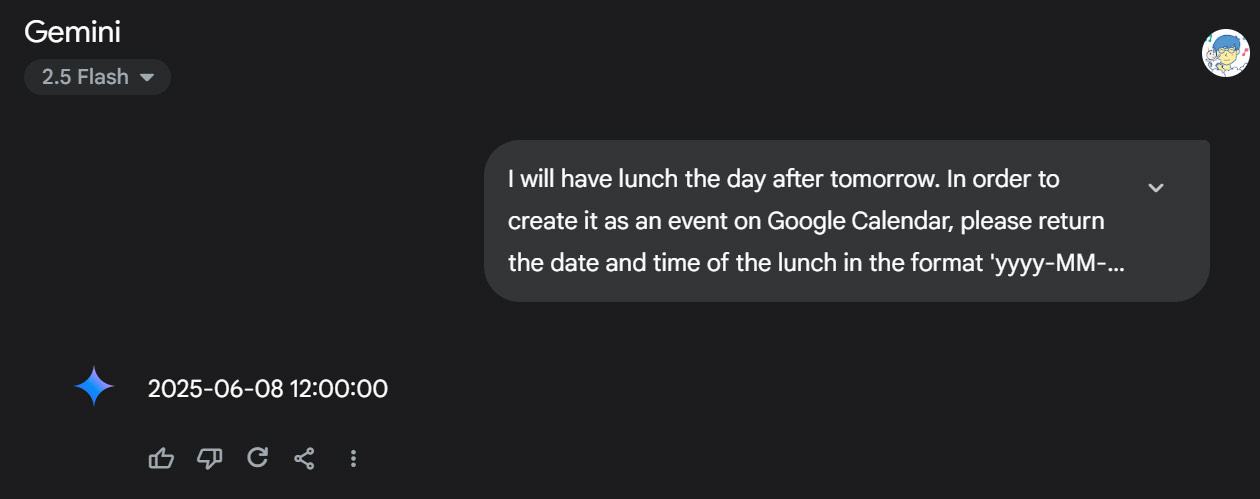 Gemini
2.5 Flash
I will have lunch the day after tomorrow. In order to
create it as an event on Google Calendar, please return
the date and time of the lunch in the format 'yyyy-MM-...
2025-06-08 12:00:00